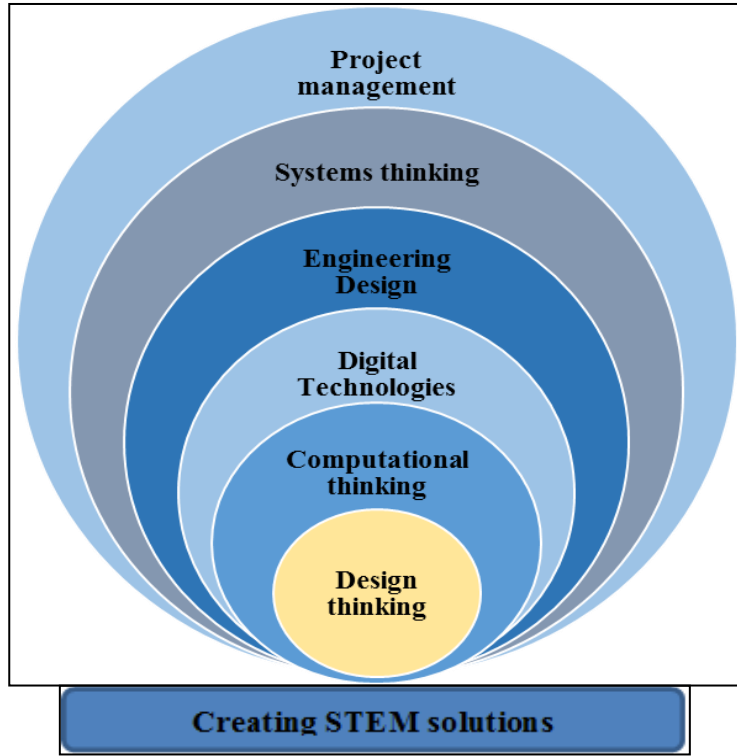 Project
management
Systems thinking
Engineering
Design
Digital
Technologies
Computational
thinking
Design
thinking
Creating STEM solutions